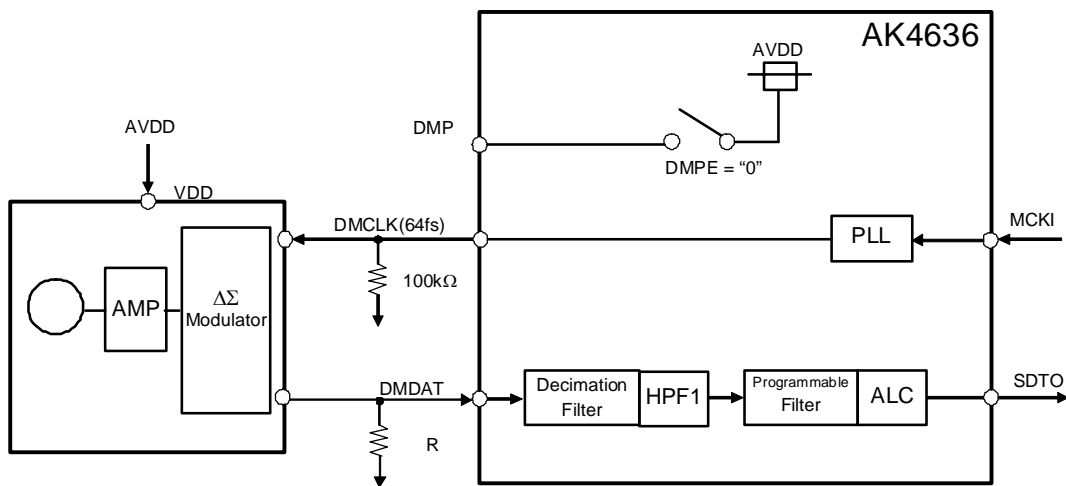 AK4636
AVDD
DMP
DMPE = “0”
AVDD
VDD
DMCLK(64fs)
PLL
MCKI
100kΩ
AMP
ΔΣ
Modulator
DMDAT
Decimation
Filter
HPF1
Programmable
Filter
ALC
SDTO
R